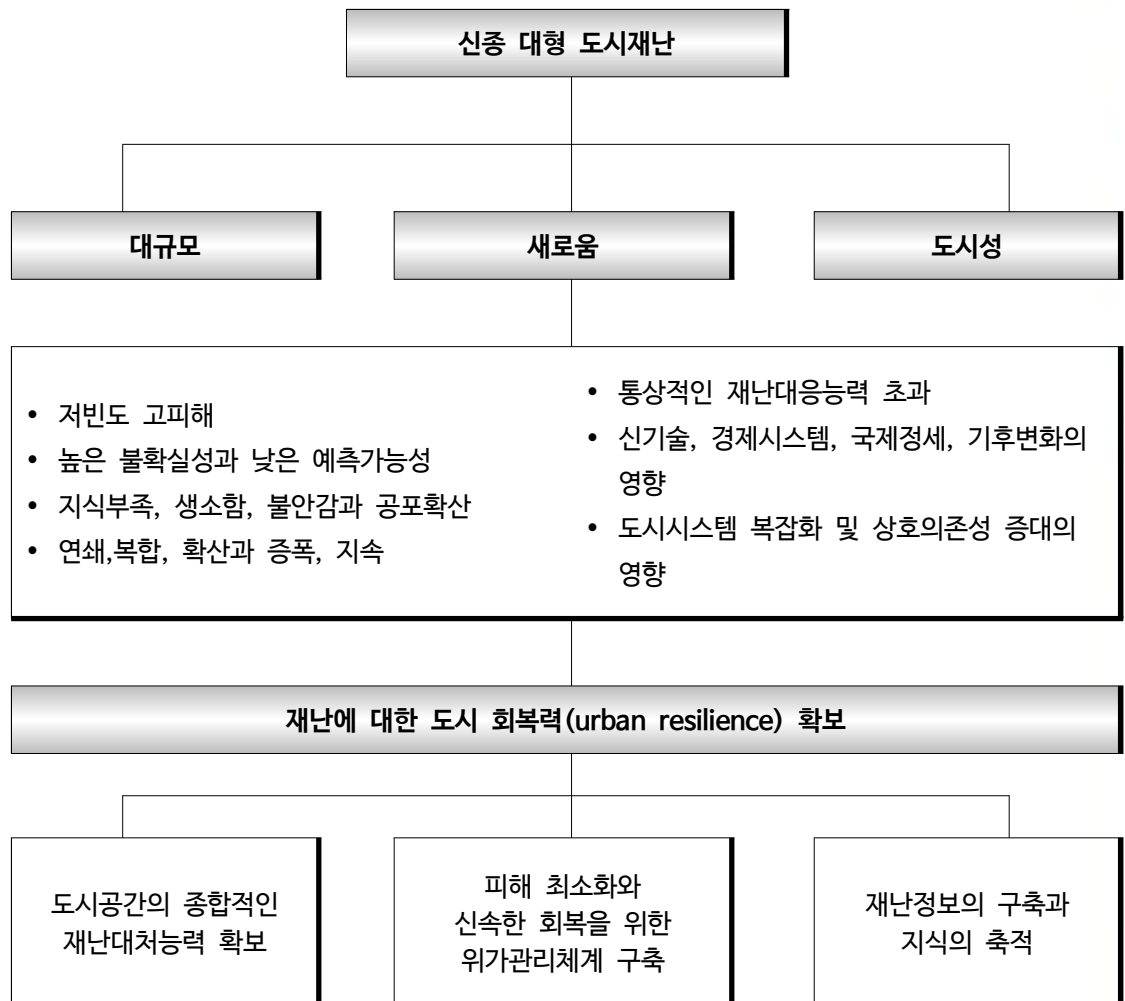 신종 대형 도시재난
대규모
새로움
도시성
• 저빈도 고피해
• 높은 불확실성과 낮은 예측가능성
• 지식부족, 생소함, 불안감과 공포확산
• 연쇄,복합, 확산과 증폭, 지속
• 통상적인 재난대응능력 초과
• 신기술, 경제시스템, 국제정세, 기후변화의
영향
• 도시시스템 복잡화 및 상호의존성 증대의
영향
재난에 대한 도시 회복력(urban resilience) 확보
도시공간의 종합적인
재난대처능력 확보
피해 최소화와
신속한 회복을 위한
위가관리체계 구축
재난정보의 구축과
지식의 축적